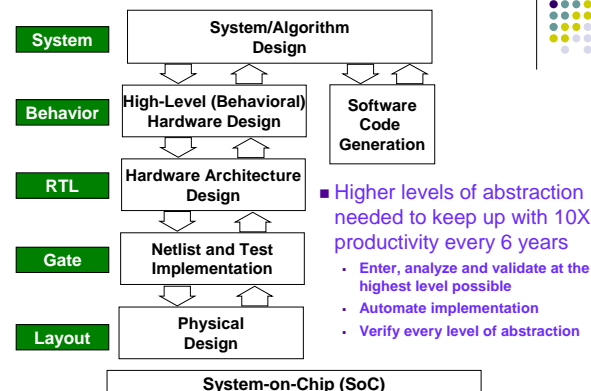 System
System/Algorithm
Design
Behavior
High-Level (Behavioral)
Hardware Design
Software
Code
Generation
RTL
Hardware Architecture
Design
■ Higher levels of abstraction
needed to keep up with 10X
productivity every 6 years
▪ Enter, analyze and validate at the
highest level possible
▪ Automate implementation
▪ Verify every level of abstraction
Gate
Netlist and Test
Implementation
Layout
Physical
Design
System-on-Chip (SoC)